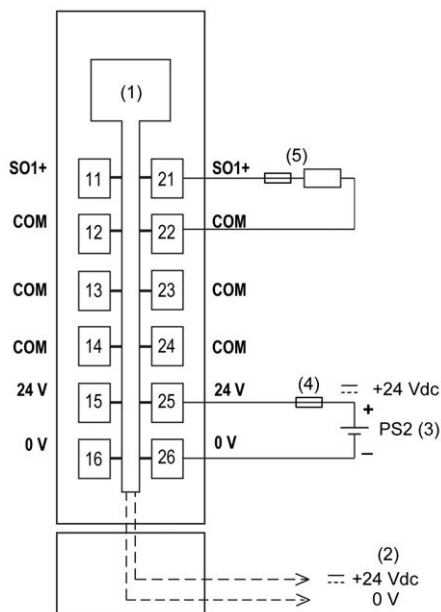 (1)
SO1+ 11 21 SO1+ (5)
COM 12 22 COM
COM 13 23 COM
COM 14 24 COM
24 V 15 25 24 V (4) +24 Vdc
+
PS2 (3)
0 V 16 26 0 V –
(2)
+24 Vdc
0 V